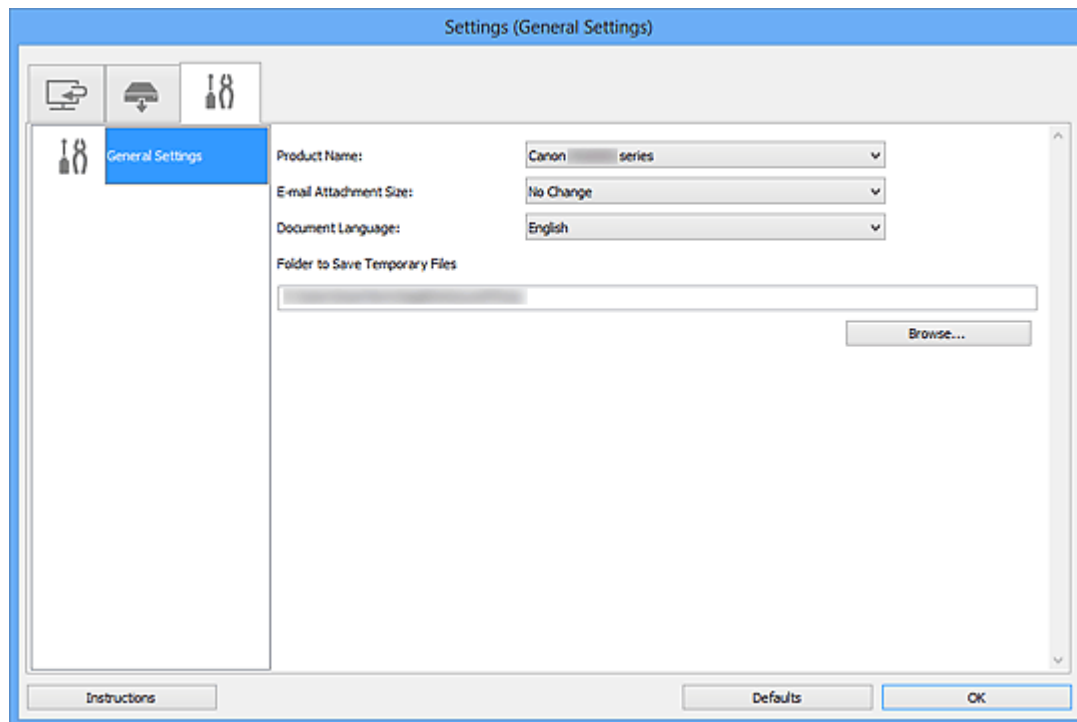 Settings (General Settings)
General Settings
Product Name:
Canon series
E-mail Attachment Size:
No Change
Document Language:
English
Folder to Save Temporary Files
Browse...
Instructions
Defaults
OK